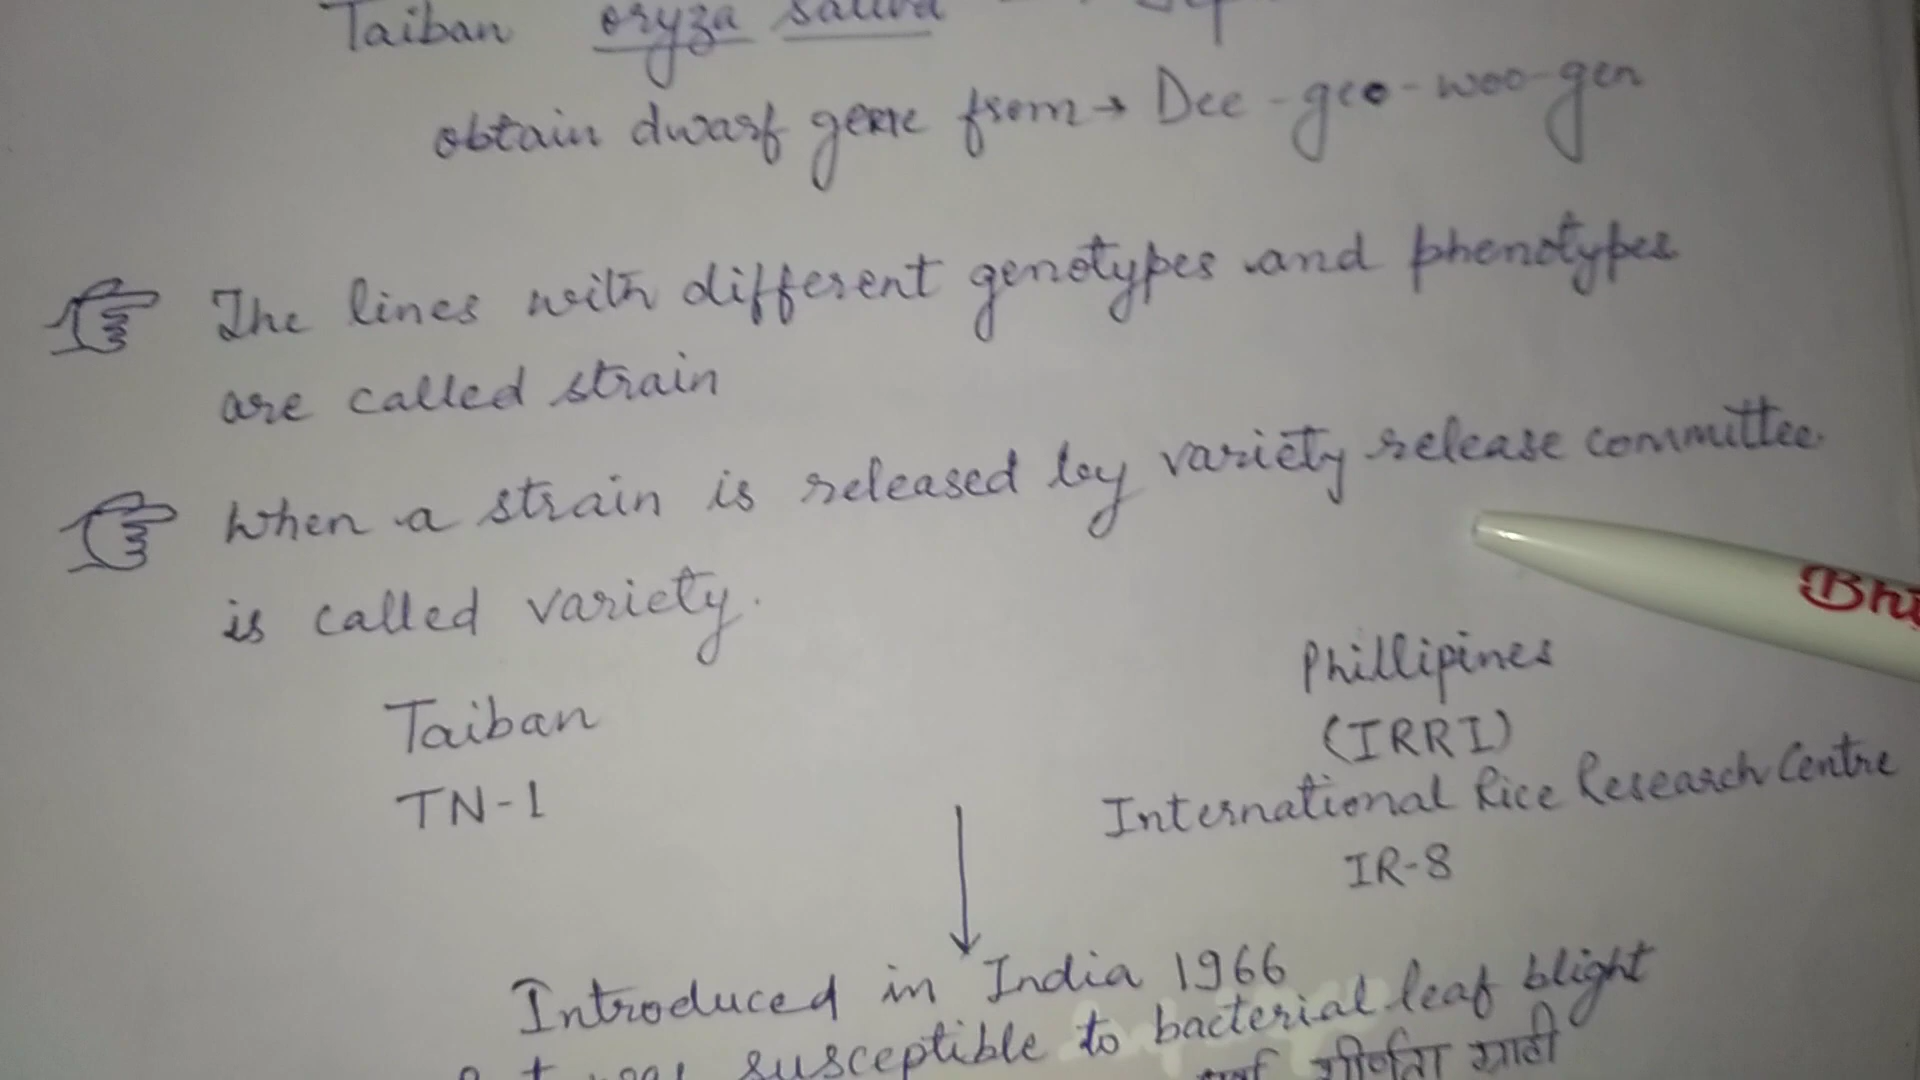 Taiban oryza sativa
obtain dwarf gene from → Dee-geo-woo-gen
The lines with different genotypes and phenotypes
are called strain
When a strain is released by variety release committee
is called variety.
Taiban
TN-1
Phillipines
(IRRI)
International Rice Research Centre
IR-8
Introduced in India 1966
susceptible to bacterial leaf blight